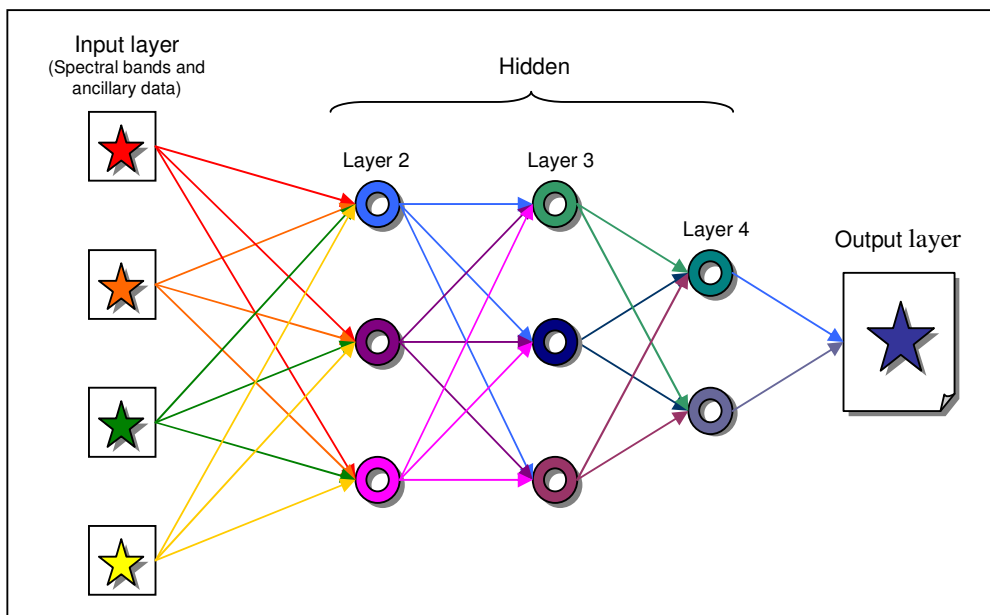 Input layer
(Spectral bands and
ancillary data)
Hidden
Layer 2
Layer 3
Layer 4
Output layer